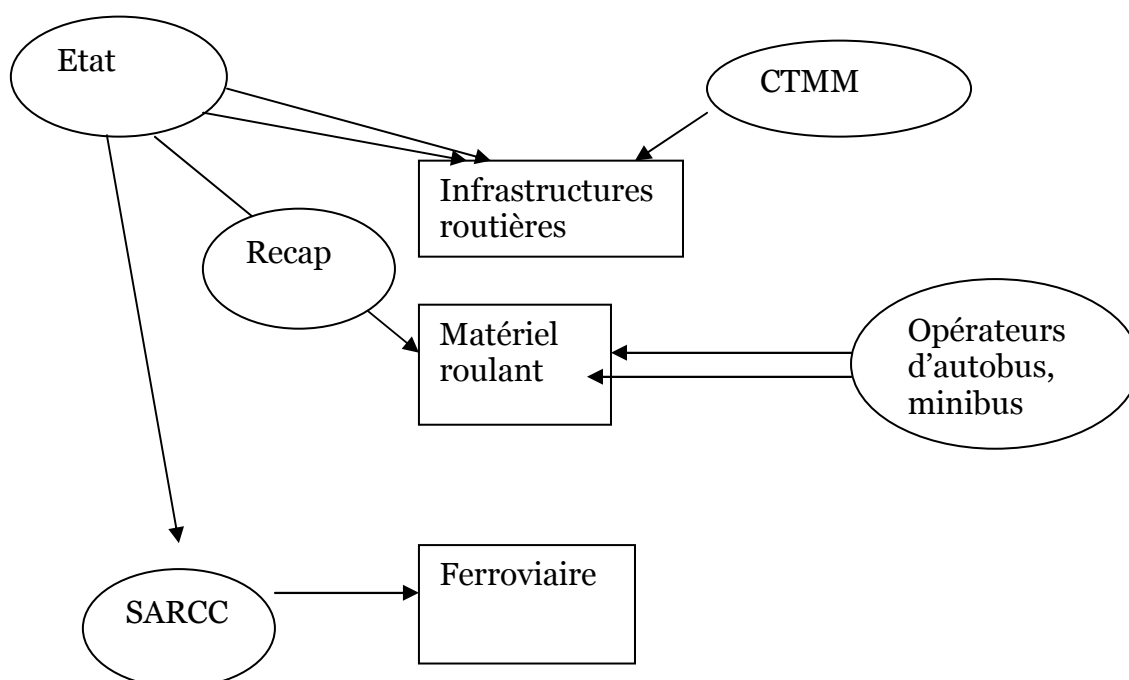 Etat
CTMM
Infrastructures
routières
Recap
Matériel
roulant
Opérateurs
d’autobus,
minibus
Ferroviaire
SARCC